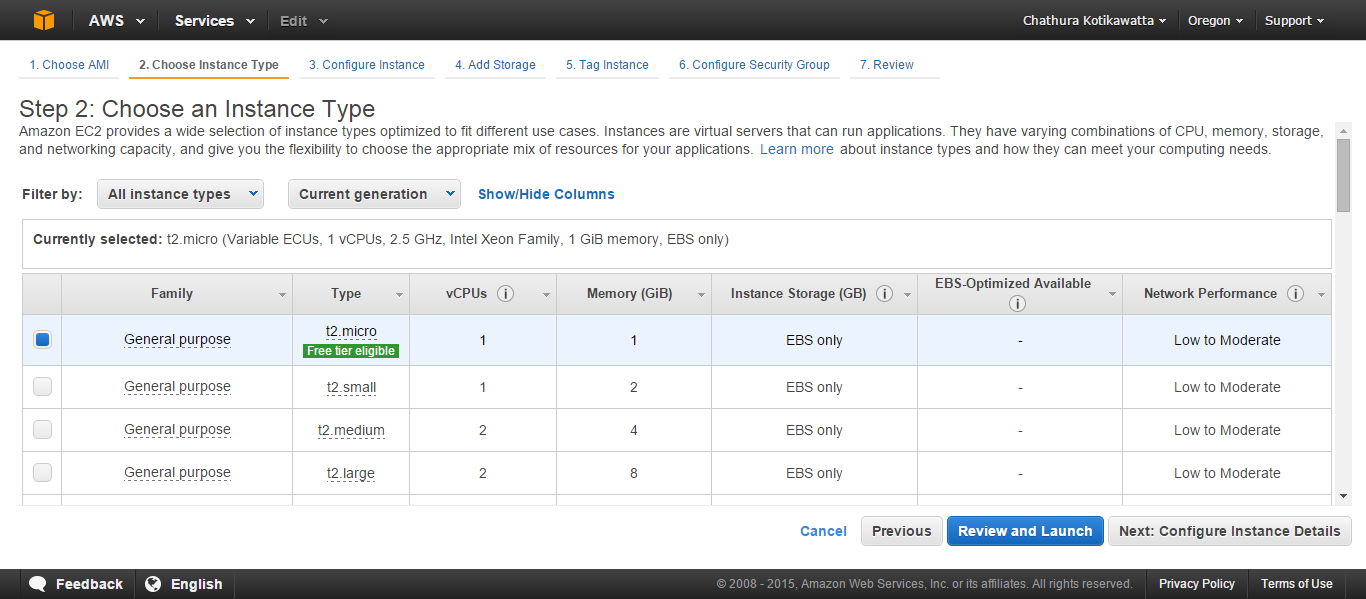 AWS Services Edit Chathura Kotikawatta Oregon Support
1. Choose AMI 2. Choose Instance Type 3. Configure Instance 4. Add Storage 5. Tag Instance 6. Configure Security Group 7. Review
Step 2: Choose an Instance Type
Amazon EC2 provides a wide selection of instance types optimized to fit different use cases. Instances are virtual servers that can run applications. They have varying combinations of CPU, memory, storage,
and networking capacity, and give you the flexibility to choose the appropriate mix of resources for your applications. Learn more about instance types and how they can meet your computing needs.
Filter by: All instance types Current generation Show/Hide Columns
Currently selected: t2.micro (Variable ECUs, 1 vCPUs, 2.5 GHz, Intel Xeon Family, 1 GiB memory, EBS only)
Family Type vCPUs Memory (GiB) Instance Storage (GB) EBS-Optimized Available Network Performance
General purpose t2.micro 1 1 EBS only - Low to Moderate
Free tier eligible
General purpose t2.small 1 2 EBS only - Low to Moderate
General purpose t2.medium 2 4 EBS only - Low to Moderate
General purpose t2.large 2 8 EBS only - Low to Moderate
Cancel Previous Review and Launch Next: Configure Instance Details
Feedback English © 2008 - 2015, Amazon Web Services, Inc. or its affiliates. All rights reserved. Privacy Policy Terms of Use